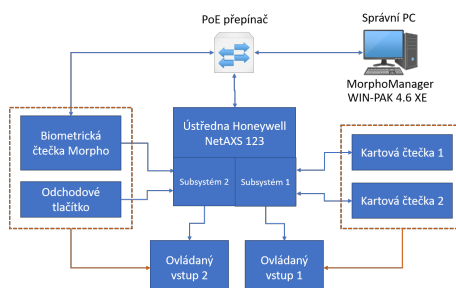 PoE přepínač
Správní PC
MorphoManager
WIN-PAK 4.6 XE
Biometrická
čtečka Morpho
Odchodové
tlačítko
Ústředna Honeywell
NetAXS 123
Subsystém 2
Subsystém 1
Kartová čtečka 1
Kartová čtečka 2
Ovládaný
vstup 2
Ovládaný
vstup 1